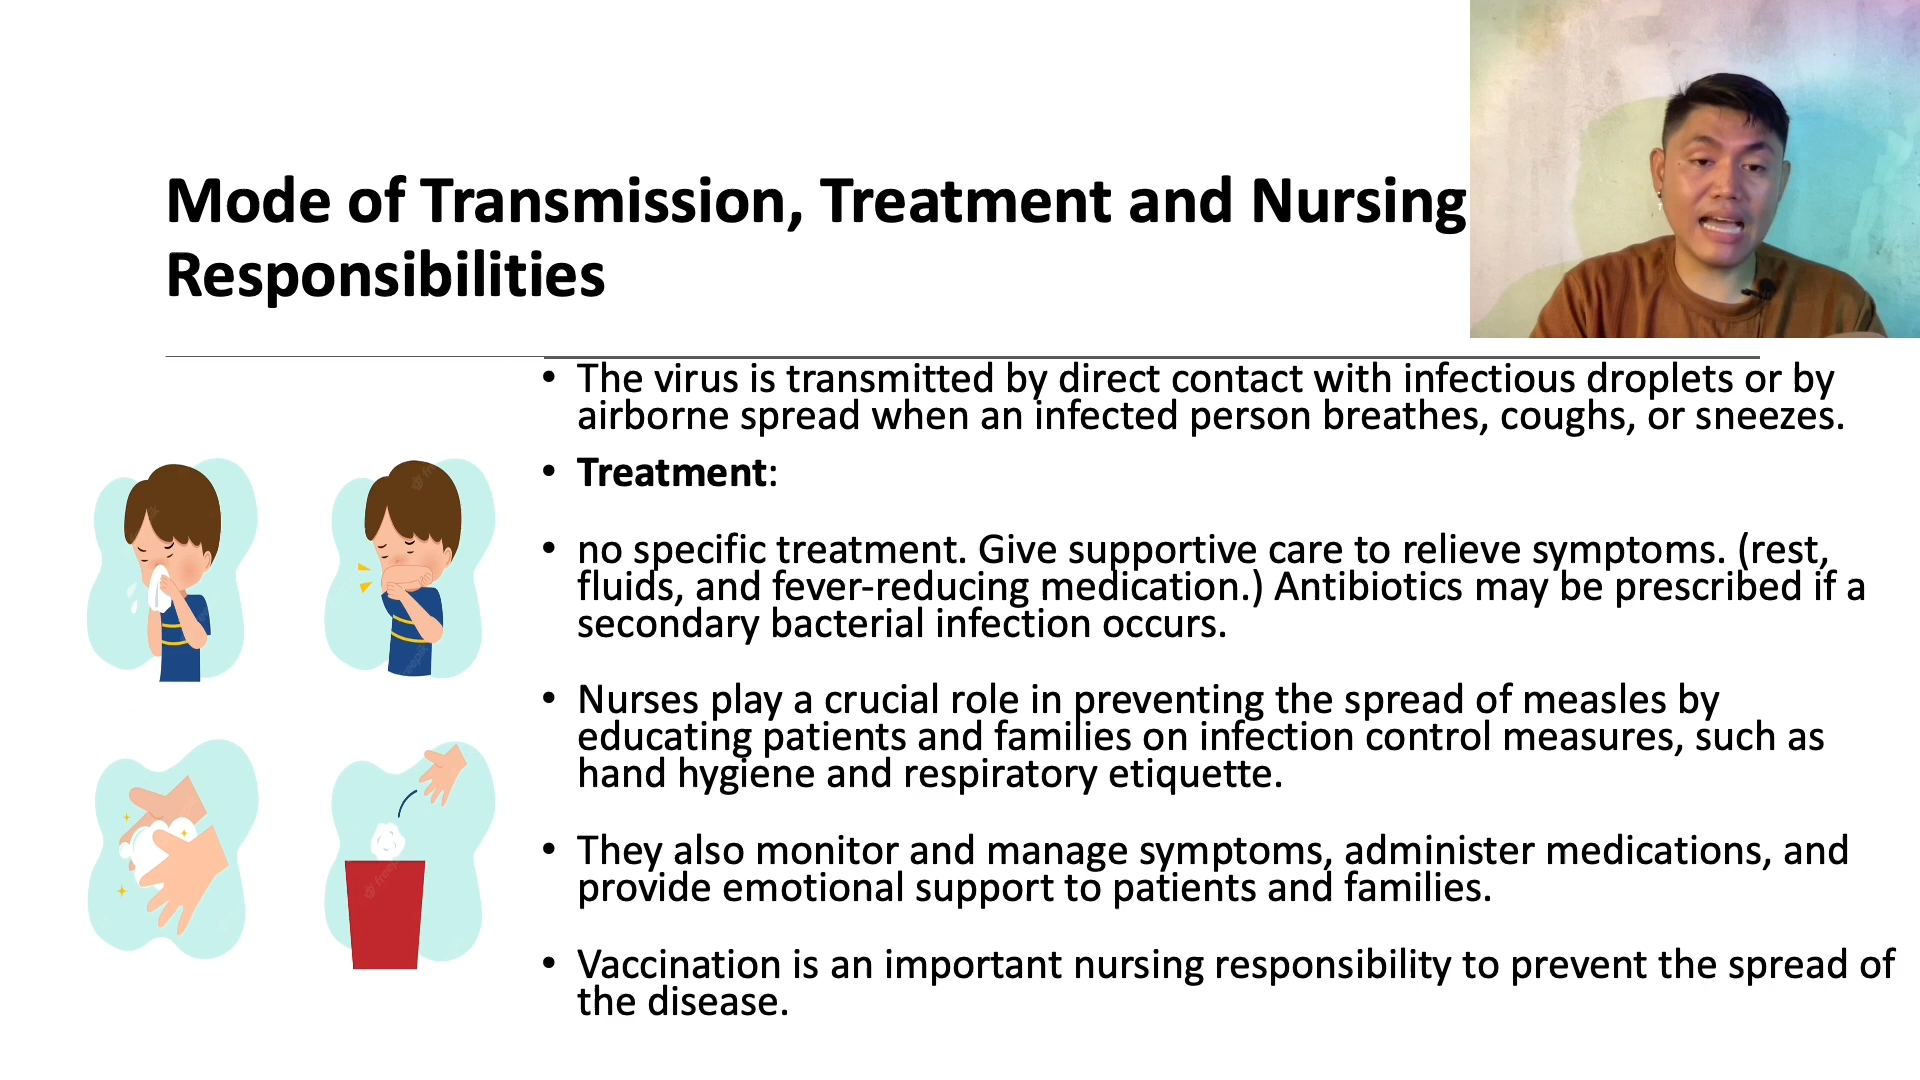 Mode of Transmission, Treatment and Nursing
Responsibilities
• The virus is transmitted by direct contact with infectious droplets or by
airborne spread when an infected person breathes, coughs, or sneezes.
• Treatment:
• no specific treatment. Give supportive care to relieve symptoms. (rest,
fluids, and fever-reducing medication.) Antibiotics may be prescribed if a
secondary bacterial infection occurs.
• Nurses play a crucial role in preventing the spread of measles by
educating patients and families on infection control measures, such as
hand hygiene and respiratory etiquette.
• They also monitor and manage symptoms, administer medications, and
provide emotional support to patients and families.
• Vaccination is an important nursing responsibility to prevent the spread of
the disease.